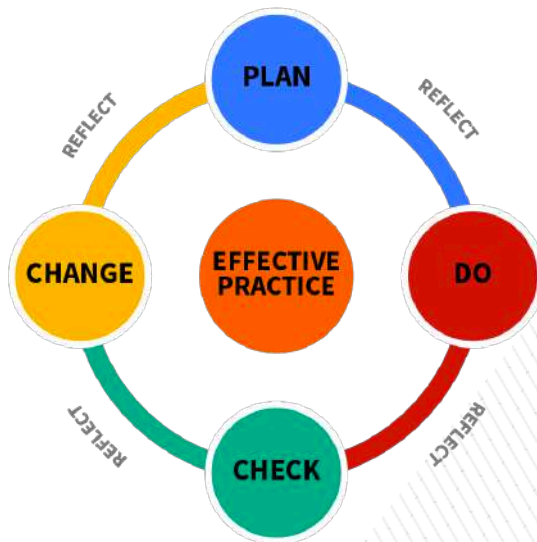 PLAN
REFLECT
REFLECT
CHANGE
EFFECTIVE
PRACTICE
DO
REFLECT
REFLECT
CHECK